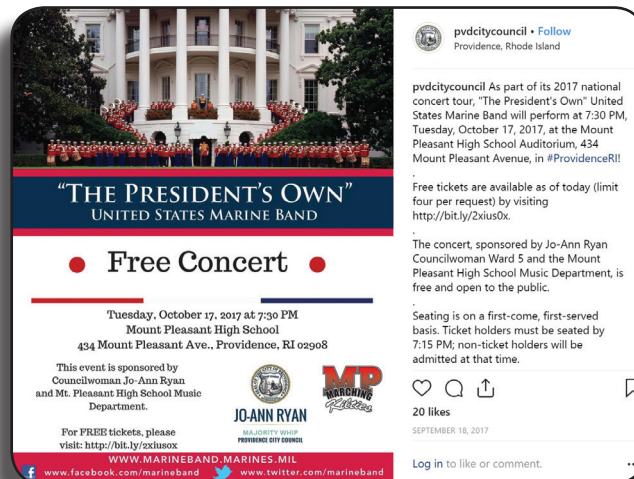 "THE PRESIDENT'S OWN"
UNITED STATES MARINE BAND
Free Concert
Tuesday, October 17, 2017 at 7:30 PM
Mount Pleasant High School
434 Mount Pleasant Ave., Providence, RI 02908
This event is sponsored by
Councilwoman Jo-Ann Ryan
and Mt. Pleasant High School Music
Department.
For FREE tickets, please
visit: http://bit.ly/2xiusox
JO-ANN RYAN
MAJORITY WHIP
PROVIDENCE CITY COUNCIL
MP
MARCHING
Kilties
WWW.MARINEBAND.MARINES.MIL
www.facebook.com/marineband
www.twitter.com/marineband
pvdcitycouncil • Follow
Providence, Rhode Island
pvdcitycouncil As part of its 2017 national
concert tour, "The President's Own" United
States Marine Band will perform at 7:30 PM,
Tuesday, October 17, 2017, at the Mount
Pleasant High School Auditorium, 434
Mount Pleasant Avenue, in #ProvidenceRI!
.
Free tickets are available as of today (limit
four per request) by visiting
http://bit.ly/2xius0x.
.
The concert, sponsored by Jo-Ann Ryan
Councilwoman Ward 5 and the Mount
Pleasant High School Music Department, is
free and open to the public.
.
Seating is on a first-come, first-served
basis. Ticket holders must be seated by
7:15 PM; non-ticket holders will be
admitted at that time.
20 likes
SEPTEMBER 18, 2017
Log in to like or comment.